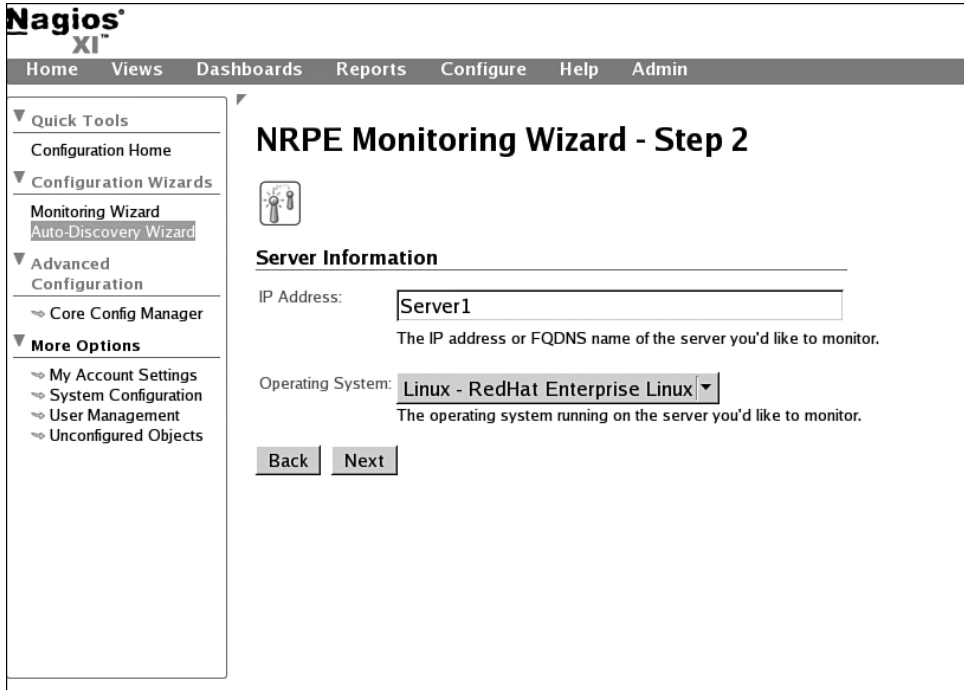 Nagios®
XI™
Home Views Dashboards Reports Configure Help Admin
Quick Tools
Configuration Home
Configuration Wizards
Monitoring Wizard
Auto-Discovery Wizard
Advanced
Configuration
Core Config Manager
More Options
My Account Settings
System Configuration
User Management
Unconfigured Objects
NRPE Monitoring Wizard - Step 2
Server Information
IP Address:
Server1
The IP address or FQDNS name of the server you'd like to monitor.
Operating System:
Linux - RedHat Enterprise Linux
The operating system running on the server you'd like to monitor.
Back Next